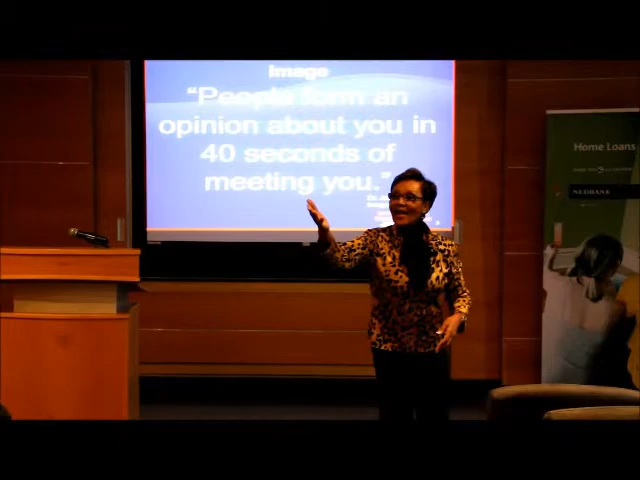 Image
"People form an
opinion about you in
40 seconds of
meeting you."
Home Loans
NEDBANK